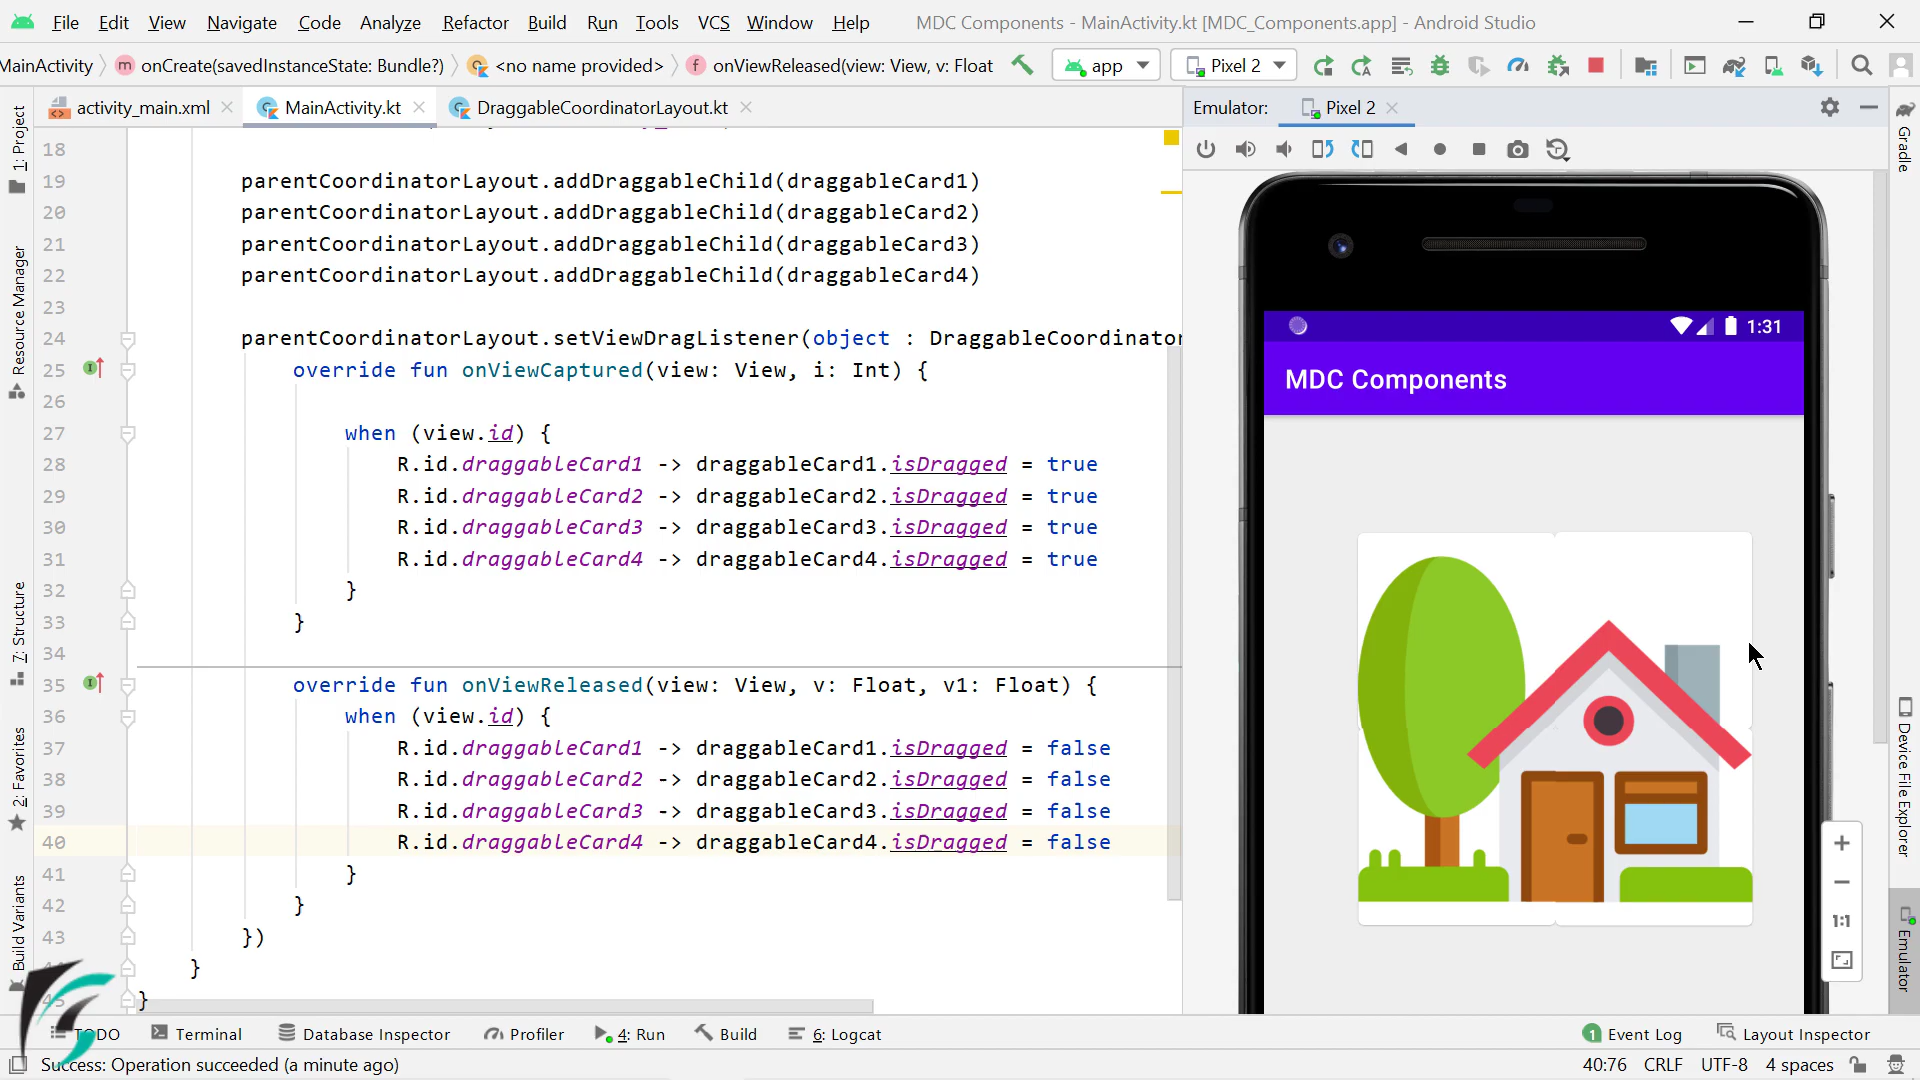 File Edit View Navigate Code Analyze Refactor Build Run Tools VCS Window Help MDC Components - MainActivity.kt [MDC_Components.app] - Android Studio
MainActivity onCreate(savedInstanceState: Bundle?) <no name provided> onViewReleased(view: View, v: Float app Pixel 2
activity_main.xml MainActivity.kt DraggableCoordinatorLayout.kt Emulator: Pixel 2
1: Project
Resource Manager
7: Structure
2: Favorites
Build Variants
18
19 parentCoordinatorLayout.addDraggableChild(draggableCard1)
20 parentCoordinatorLayout.addDraggableChild(draggableCard2)
21 parentCoordinatorLayout.addDraggableChild(draggableCard3)
22 parentCoordinatorLayout.addDraggableChild(draggableCard4)
23
24 parentCoordinatorLayout.setViewDragListener(object : DraggableCoordinator
25 override fun onViewCaptured(view: View, i: Int) {
26
27 when (view.id) {
28 R.id.draggableCard1 -> draggableCard1.isDragged = true
29 R.id.draggableCard2 -> draggableCard2.isDragged = true
30 R.id.draggableCard3 -> draggableCard3.isDragged = true
31 R.id.draggableCard4 -> draggableCard4.isDragged = true
32 }
33 }
34
35 override fun onViewReleased(view: View, v: Float, v1: Float) {
36 when (view.id) {
37 R.id.draggableCard1 -> draggableCard1.isDragged = false
38 R.id.draggableCard2 -> draggableCard2.isDragged = false
39 R.id.draggableCard3 -> draggableCard3.isDragged = false
40 R.id.draggableCard4 -> draggableCard4.isDragged = false
41 }
42 }
43 })
}
}
1:31
MDC Components
1:1
Gradle
Device File Explorer
Emulator
Terminal Database Inspector Profiler 4: Run Build 6: Logcat Event Log Layout Inspector
Success: Operation succeeded (a minute ago) 40:76 CRLF UTF-8 4 spaces